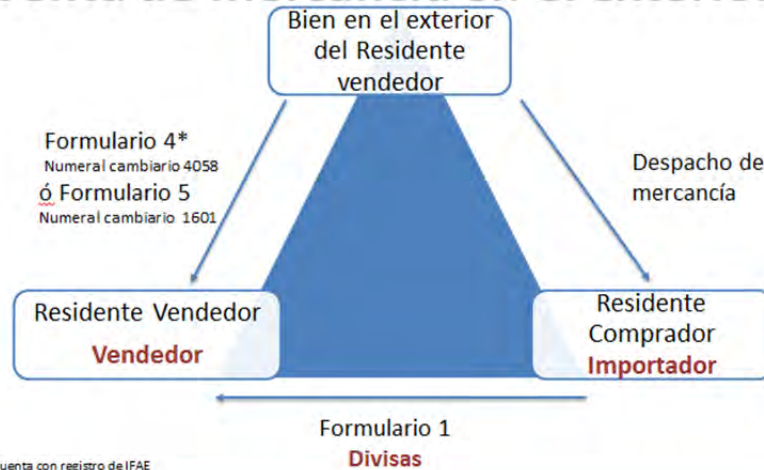 Bien en el exterior
del Residente
vendedor
Formulario 4*
Numeral cambiario 4058
ó Formulario 5
Numeral cambiario 1601
Despacho de
mercancía
Residente Vendedor
Vendedor
Residente
Comprador
Importador
Formulario 1
Divisas
con registro de IFAE